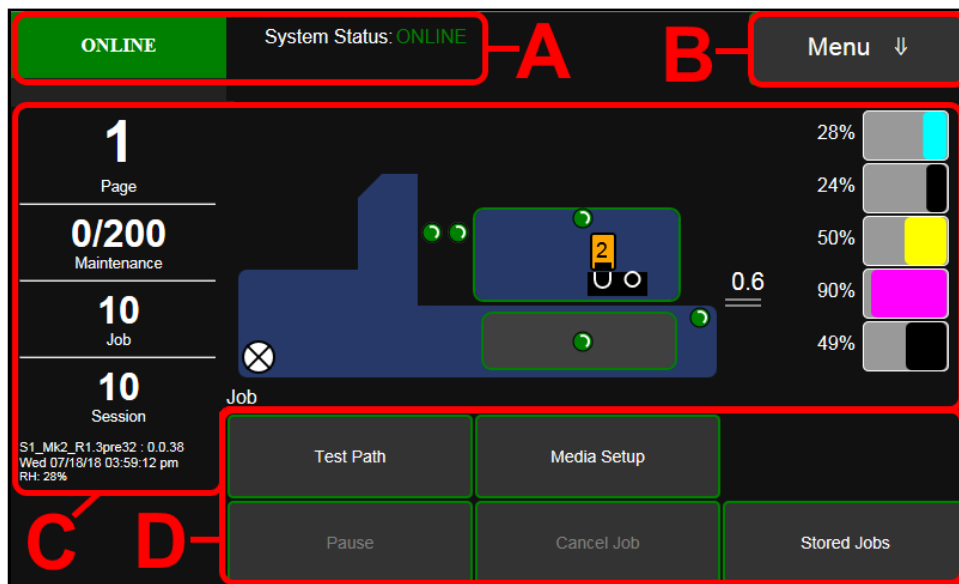 ONLINE
System Status: ONLINE
A
B
Menu ⇓
1
Page
0/200
Maintenance
10
Job
10
Session
S1_Mk2_R1.3pre32 : 0.0.38
Wed 07/18/18 03:59:12 pm
RH: 28%
2
0.6
28%
24%
50%
90%
49%
Job
Test Path
Media Setup
Pause
Cancel Job
Stored Jobs
C
D